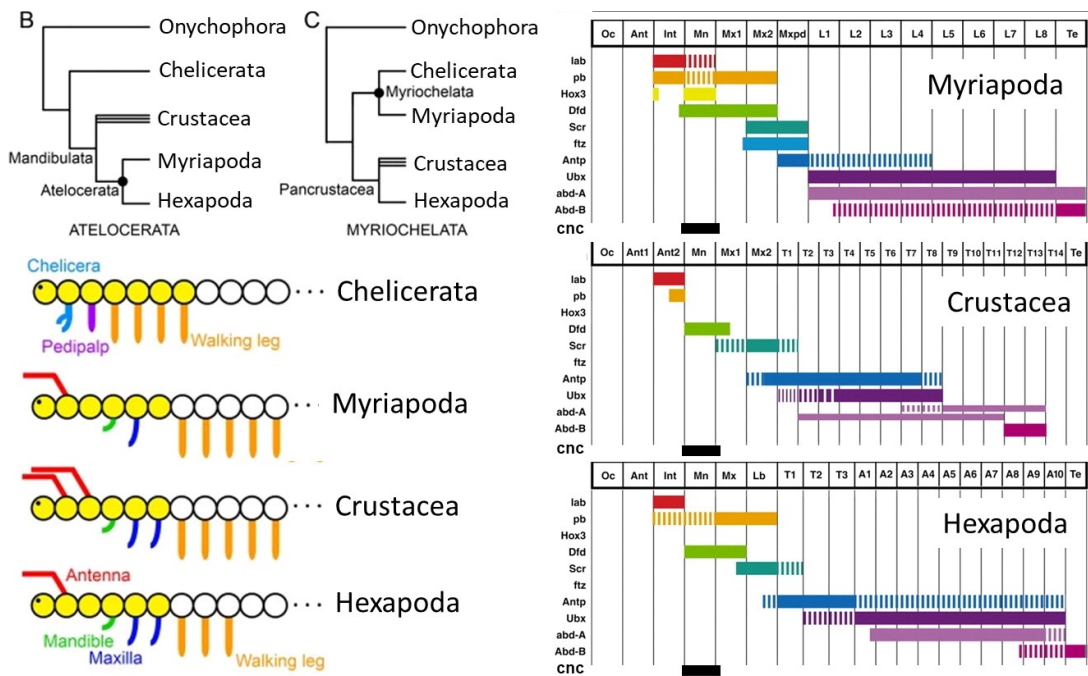 B
Onychophora
Chelicerata
Crustacea
Mandibulata
Myriapoda
Atelocerata
Hexapoda
ATELOCERATA
C
Onychophora
Chelicerata
Myriochelata
Myriapoda
Crustacea
Pancrustacea
Hexapoda
MYRIOCHELATA
Chelicera
Chelicerata
Pedipalp
Walking leg
Myriapoda
Crustacea
Antenna
Hexapoda
Mandible
Maxilla
Walking leg
Oc Ant Int Mn Mx1 Mx2 Mxpd L1 L2 L3 L4 L5 L6 L7 L8 Te
Myriapoda
lab
pb
Hox3
Dfd
Scr
ftz
Antp
Ubx
abd-A
Abd-B
cnc
Oc Ant1 Ant2 Mn Mx1 Mx2 T1 T2 T3 T4 T5 T6 T7 T8 T9 T10 T11 T12 T13 T14 Te
Crustacea
lab
pb
Hox3
Dfd
Scr
ftz
Antp
Ubx
abd-A
Abd-B
cnc
Oc Ant Int Mn Mx Lb T1 T2 T3 A1 A2 A3 A4 A5 A6 A7 A8 A9 A10 Te
Hexapoda
lab
pb
Hox3
Dfd
Scr
ftz
Antp
Ubx
abd-A
Abd-B
cnc